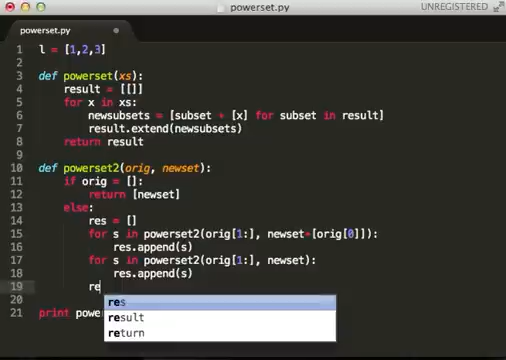 powerset.py
UNREGISTERED
powerset.py
1 l = [1,2,3]
2
3 def powerset(xs):
4 result = [[]]
5 for x in xs:
6 newsubsets = [subset + [x] for subset in result]
7 result.extend(newsubsets)
8 return result
9
10 def powerset2(orig, newset):
11 if orig = []:
12 return [newset]
13 else:
14 res = []
15 for s in powerset2(orig[1:], newset+[orig[0]]):
16 res.append(s)
17 for s in powerset2(orig[1:], newset):
18 res.append(s)
19 re
20 res
result
21 print powe
return